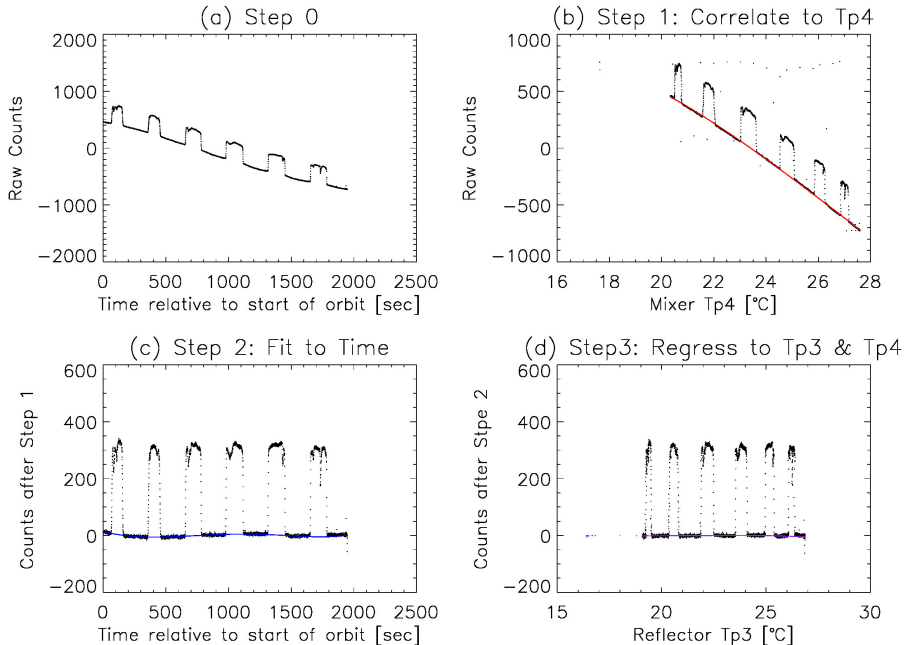 (a) Step 0
2000
1000
0
−1000
−2000
Raw Counts
0 500 1000 1500 2000 2500
Time relative to start of orbit [sec]
(b) Step 1: Correlate to Tp4
1000
500
0
−500
−1000
Raw Counts
16 18 20 22 24 26 28
Mixer Tp4 [°C]
(c) Step 2: Fit to Time
600
400
200
0
−200
Counts after Step 1
0 500 1000 1500 2000 2500
Time relative to start of orbit [sec]
(d) Step3: Regress to Tp3 & Tp4
600
400
200
0
−200
Counts after Stpe 2
15 20 25 30
Reflector Tp3 [°C]